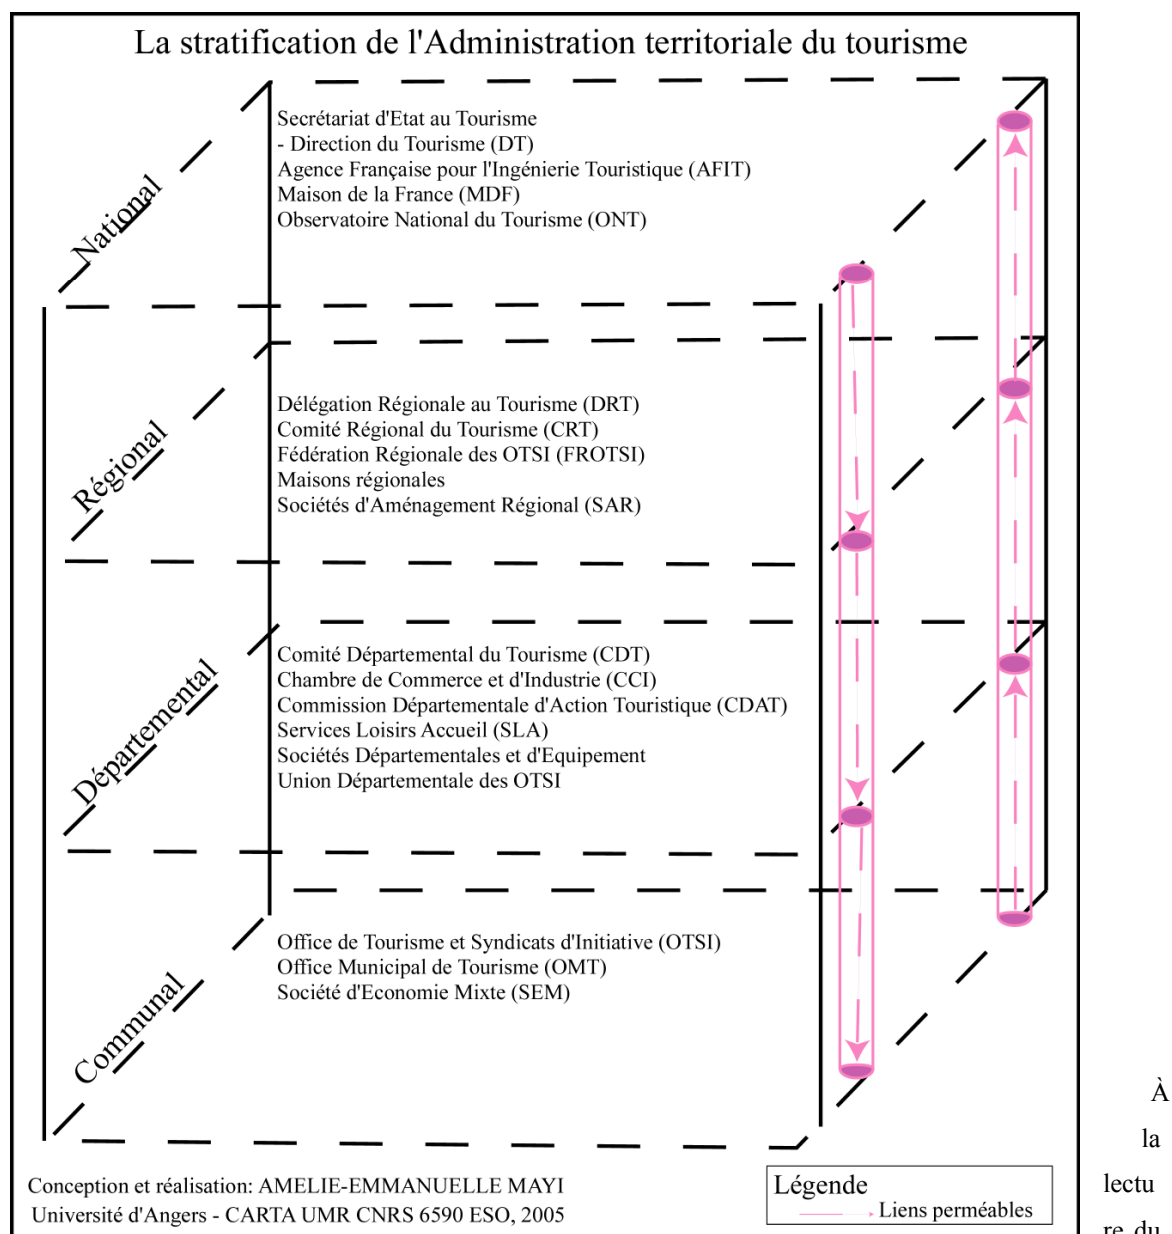 La stratification de l'Administration territoriale du tourisme
National
Secrétariat d'Etat au Tourisme
- Direction du Tourisme (DT)
Agence Française pour l'Ingénierie Touristique (AFIT)
Maison de la France (MDF)
Observatoire National du Tourisme (ONT)
Régional
Délégation Régionale au Tourisme (DRT)
Comité Régional du Tourisme (CRT)
Fédération Régionale des OTSI (FROTSI)
Maisons régionales
Sociétés d'Aménagement Régional (SAR)
Départemental
Comité Départemental du Tourisme (CDT)
Chambre de Commerce et d'Industrie (CCI)
Commission Départementale d'Action Touristique (CDAT)
Services Loisirs Accueil (SLA)
Sociétés Départementales et d'Equipement
Union Départementale des OTSI
Communal
Office de Tourisme et Syndicats d'Initiative (OTSI)
Office Municipal de Tourisme (OMT)
Société d'Economie Mixte (SEM)
Conception et réalisation: AMELIE-EMMANUELLE MAYI
Université d'Angers - CARTA UMR CNRS 6590 ESO, 2005
Légende
Liens perméables
À
la
lectu
re du